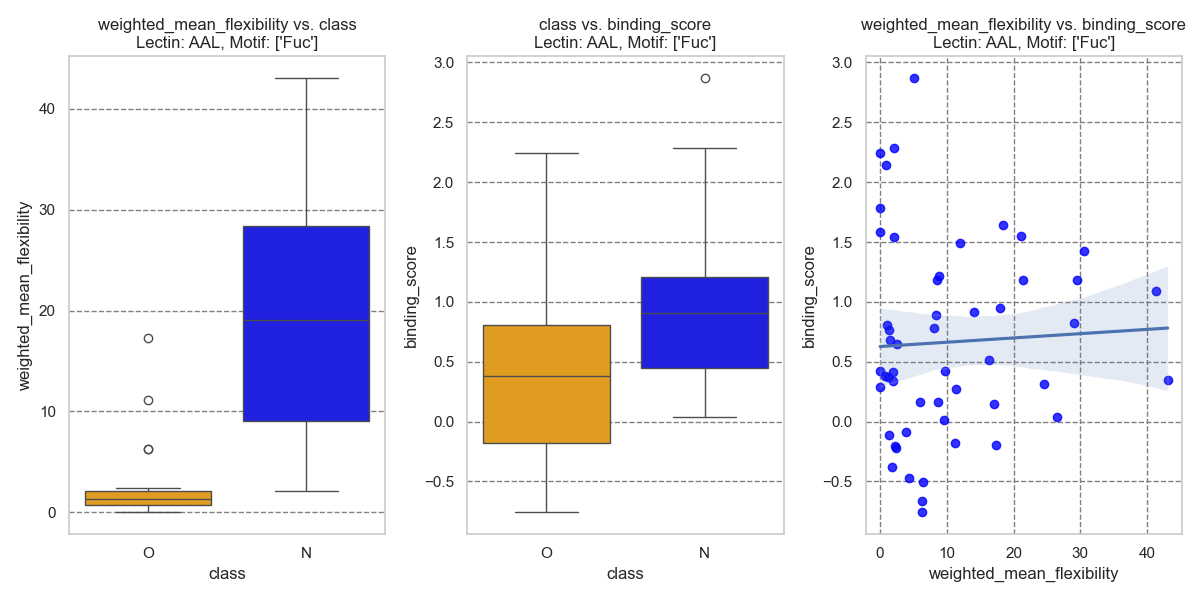 weighted_mean_flexibility vs. class
Lectin: AAL, Motif: ['Fuc']
weighted_mean_flexibility
40
30
20
10
0
O
N
class
class vs. binding_score
Lectin: AAL, Motif: ['Fuc']
binding_score
3.0
2.5
2.0
1.5
1.0
0.5
0.0
−0.5
O
N
class
weighted_mean_flexibility vs. binding_score
Lectin: AAL, Motif: ['Fuc']
binding_score
3.0
2.5
2.0
1.5
1.0
0.5
0.0
−0.5
0
10
20
30
40
weighted_mean_flexibility